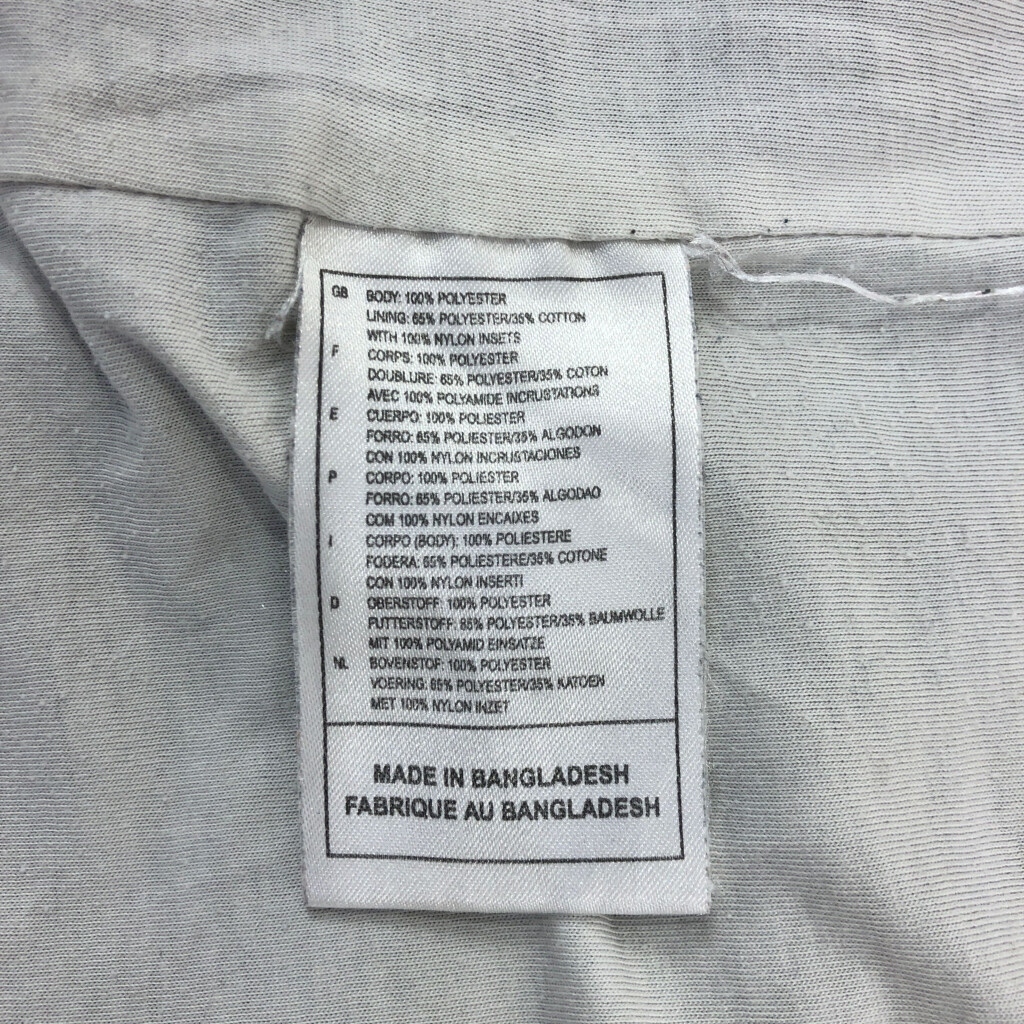 GB BODY: 100% POLYESTER
LINING: 65% POLYESTER/35% COTTON
WITH 100% NYLON INSETS
F CORPS: 100% POLYESTER
DOUBLURE: 65% POLYESTER/35% COTON
AVEC 100% POLYAMIDE INCRUSTATIONS
E CUERPO: 100% POLIESTER
FORRO: 65% POLIESTER/35% ALGODON
CON 100% NYLON INCRUSTACIONES
P CORPO: 100% POLIESTER
FORRO: 65% POLIESTER/35% ALGODAO
COM 100% NYLON ENCAIXES
I CORPO (BODY): 100% POLIESTERE
FODERA: 65% POLIESTERE/35% COTONE
CON 100% NYLON INSERTI
D OBERSTOFF: 100% POLYESTER
FUTTERSTOFF: 65% POLYESTER/35% BAUMWOLLE
MIT 100% POLYAMID EINSATZE
NL BOVENSTOF: 100% POLYESTER
VOERING: 65% POLYESTER/35% KATOEN
MET 100% NYLON INZET
MADE IN BANGLADESH
FABRIQUE AU BANGLADESH